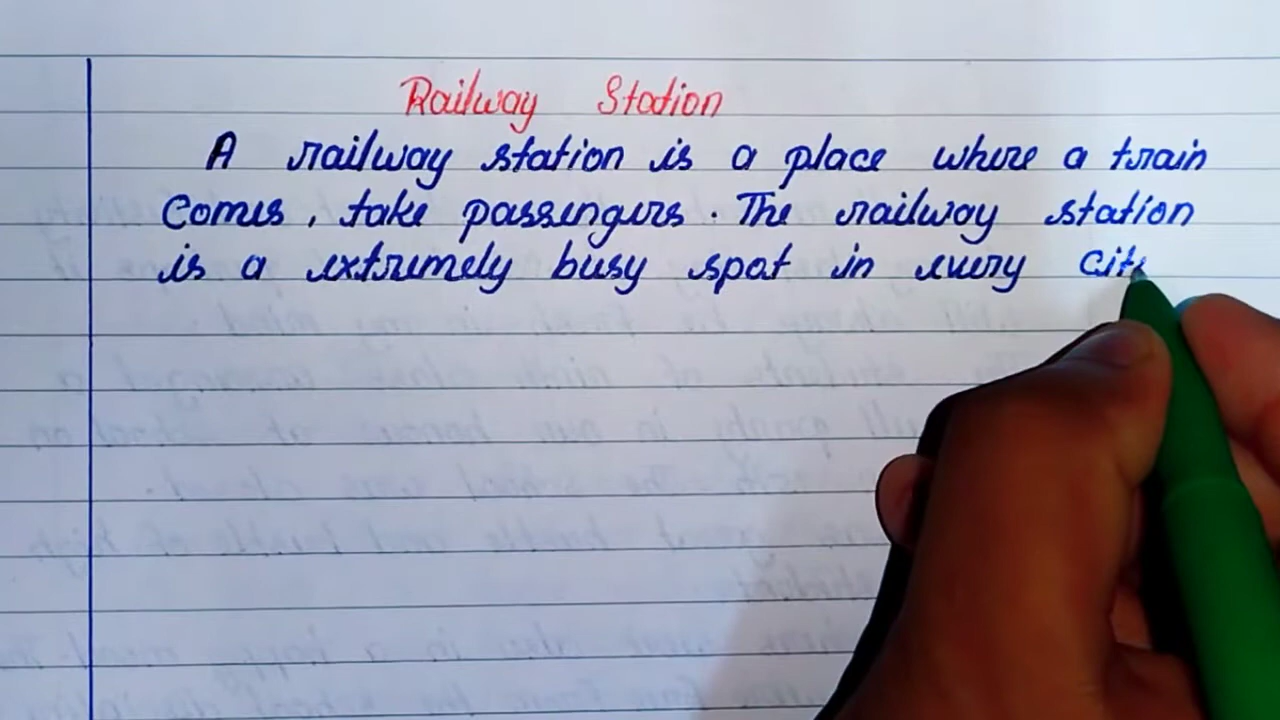 Railway Station
A railway station is a place where a train
comes, take passengers. The railway station
is a extremely busy spot in every cit